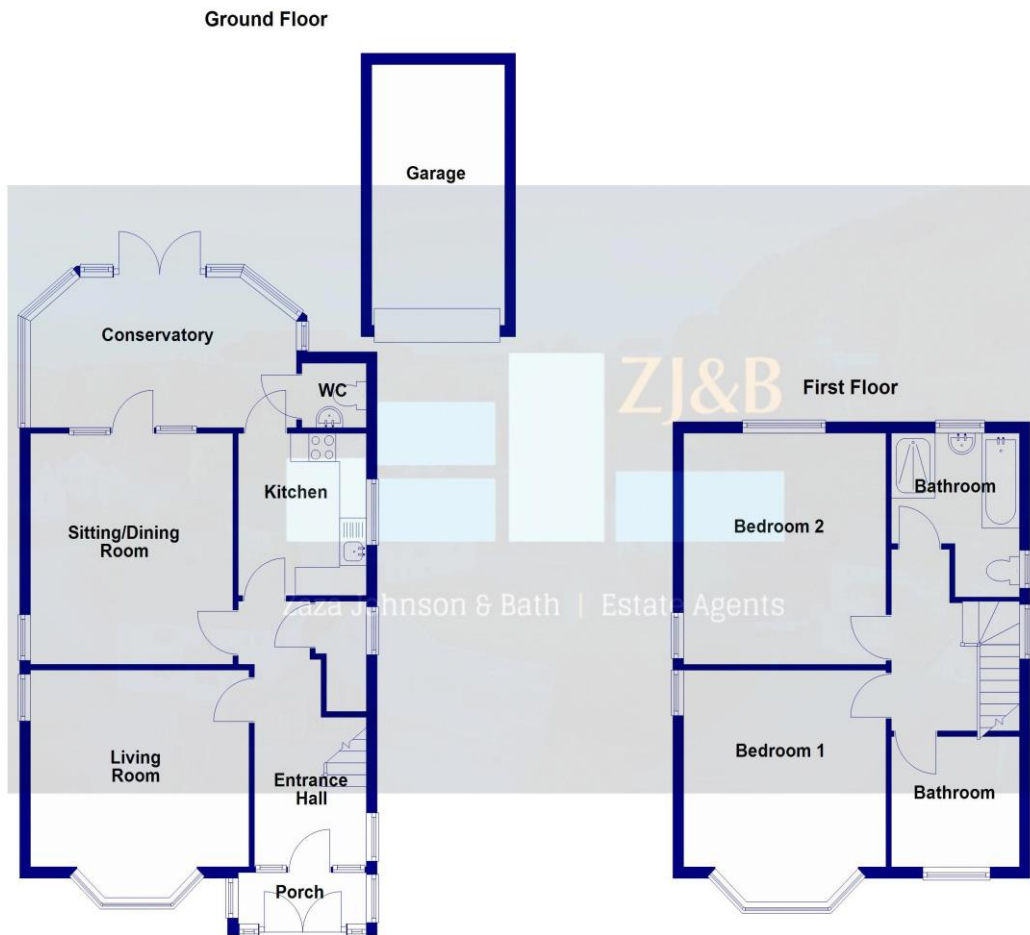 Ground Floor
Garage
Conservatory
WC
Kitchen
Sitting/Dining
Room
Living
Room
Entrance
Hall
Porch
ZJ&B
First Floor
Bathroom
Bedroom 2
Zaza Johnson & Bath | Estate Agents
Bedroom 1
Bathroom